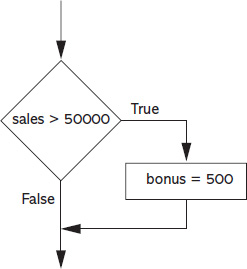 True
sales > 50000
bonus = 500
False